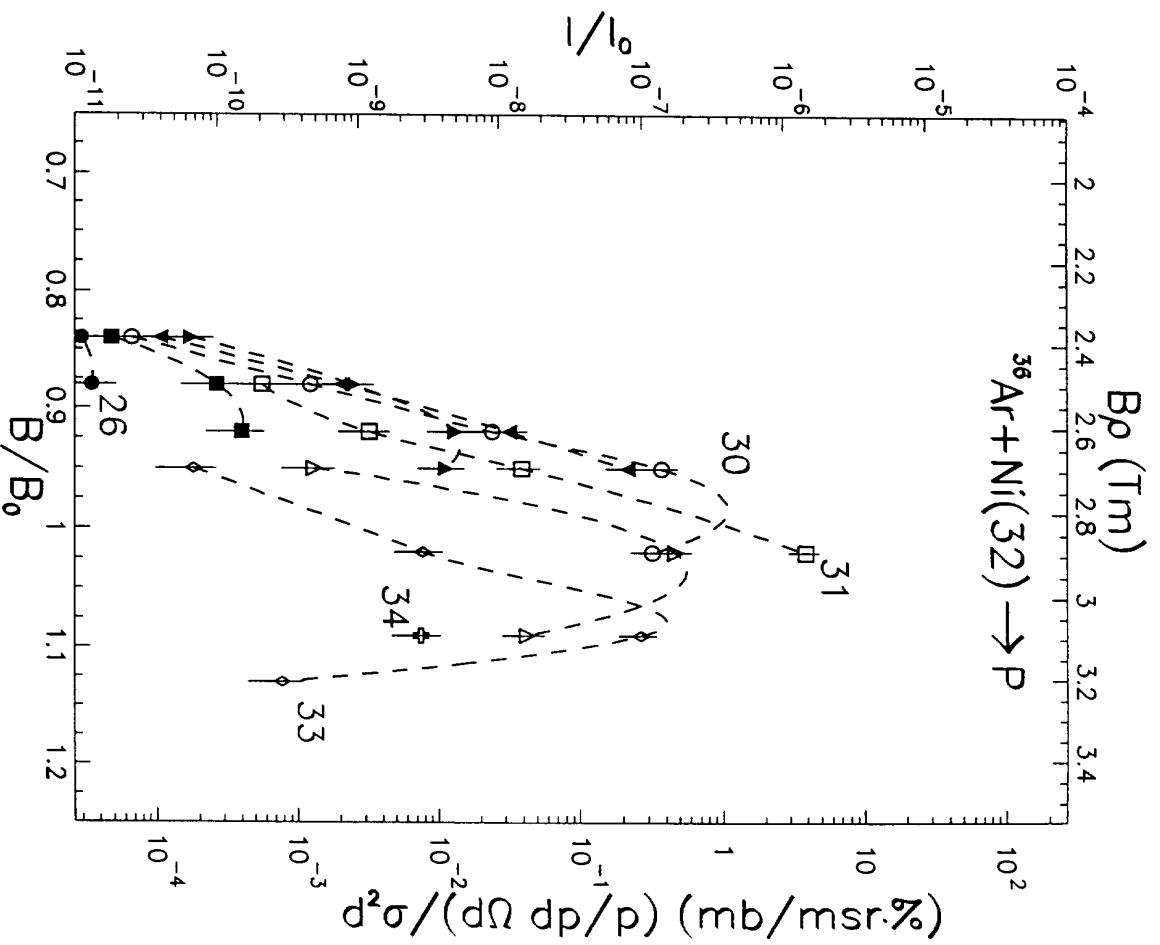 Bρ (Tm)
2 2.2 2.4 2.6 2.8 3 3.2 3.4
I/I₀
10⁻⁴
10⁻⁵
10⁻⁶
10⁻⁷
10⁻⁸
10⁻⁹
10⁻¹⁰
10⁻¹¹
³⁶Ar+Ni(32) → P
30
31
26
34
33
10²
10
1
10⁻¹
10⁻²
10⁻³
10⁻⁴
d²σ/(dΩ dp/p) (mb/msr.%)
0.7 0.8 0.9 1 1.1 1.2
B/B₀